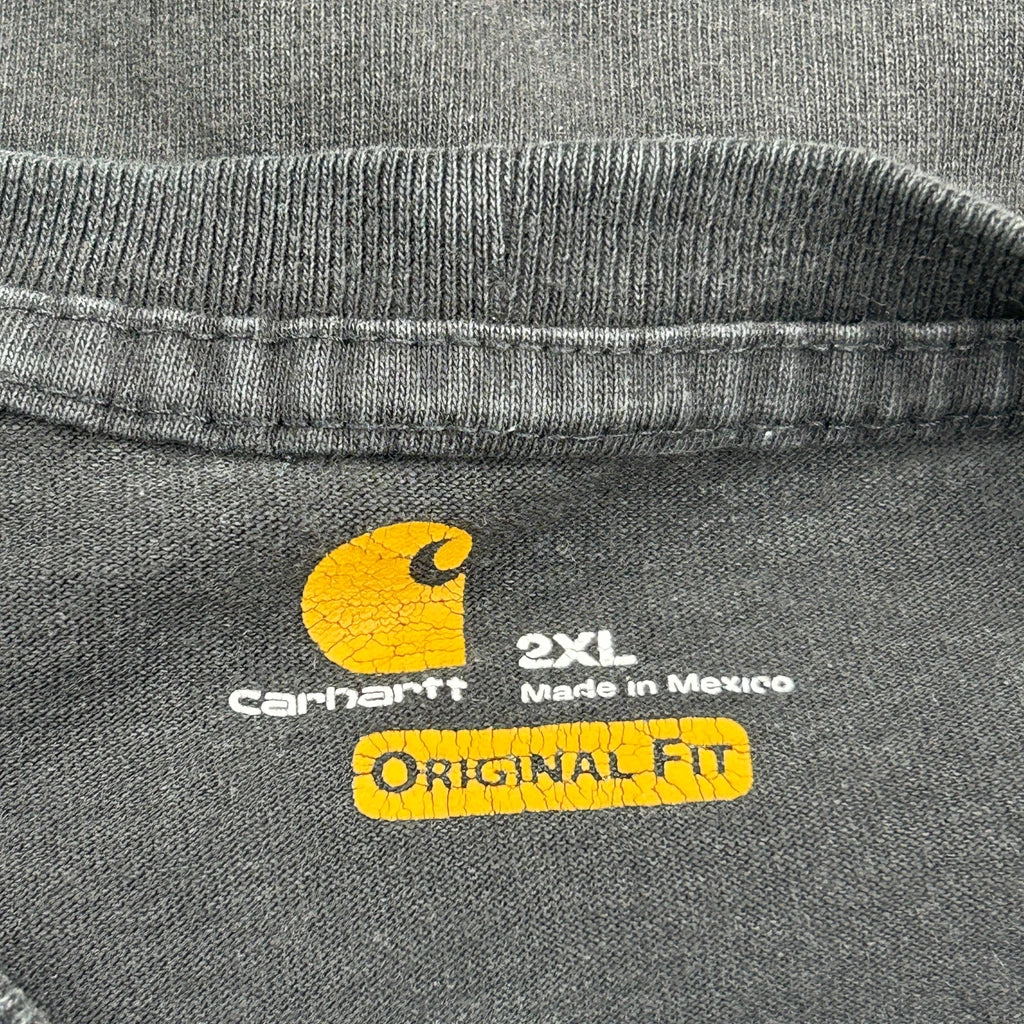 carhartt
2XL
Made in Mexico
ORIGINAL FIT